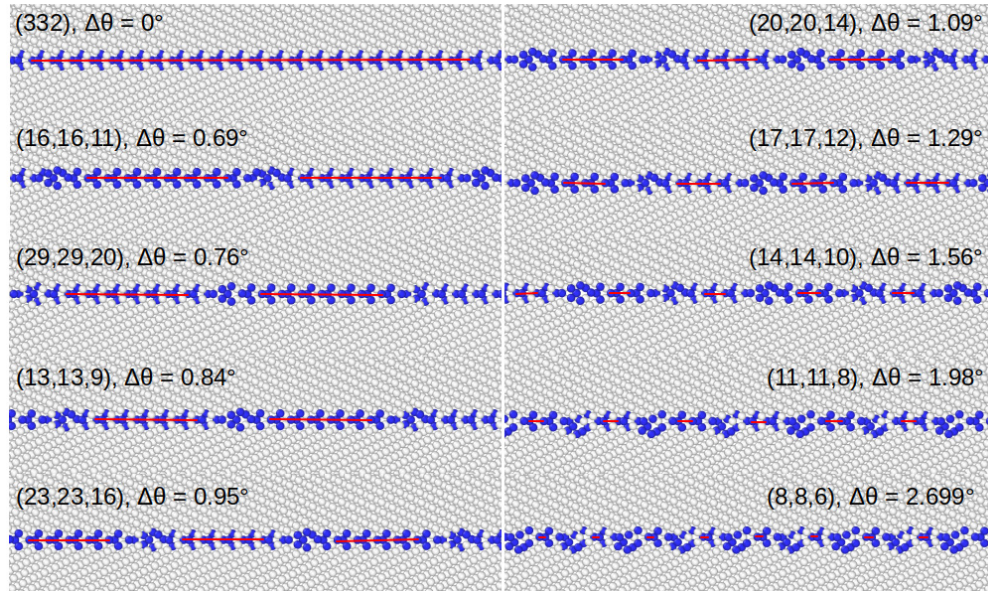 (332), Δθ = 0°
(16,16,11), Δθ = 0.69°
(29,29,20), Δθ = 0.76°
(13,13,9), Δθ = 0.84°
(23,23,16), Δθ = 0.95°
(20,20,14), Δθ = 1.09°
(17,17,12), Δθ = 1.29°
(14,14,10), Δθ = 1.56°
(11,11,8), Δθ = 1.98°
(8,8,6), Δθ = 2.699°